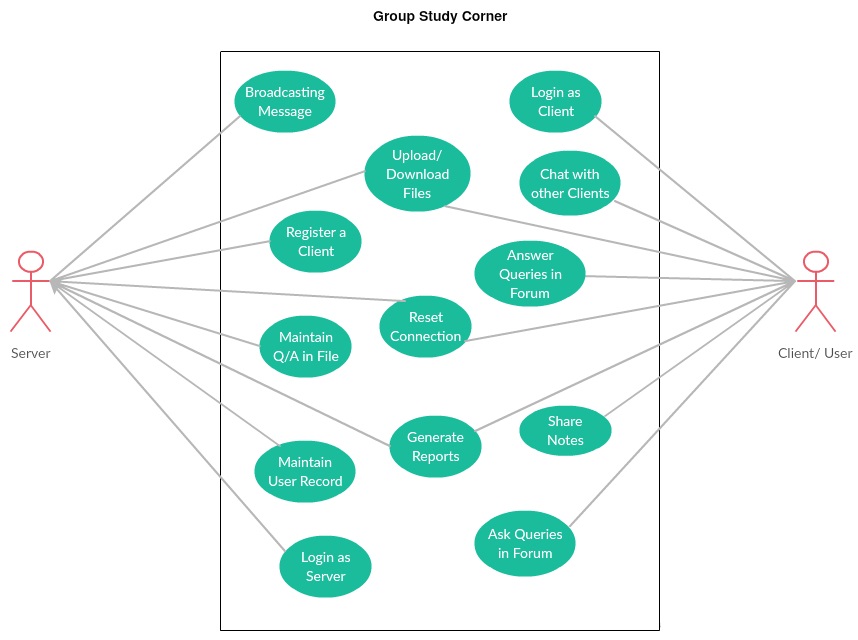 Group Study Corner
Broadcasting
Message
Login as
Client
Upload/
Download
Files
Chat with
other Clients
Register a
Client
Answer
Queries in
Forum
Server
Client/ User
Reset
Connection
Maintain
Q/A in File
Generate
Reports
Share
Notes
Maintain
User Record
Ask Queries
in Forum
Login as
Server